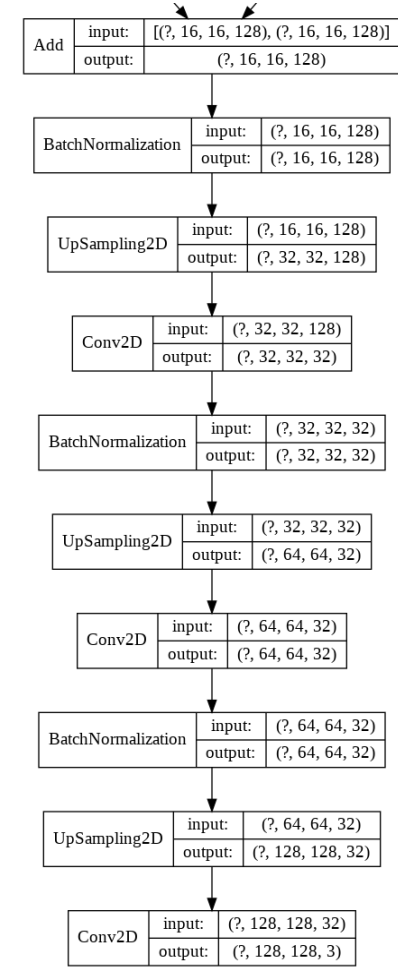 Add input: [(?, 16, 16, 128), (?, 16, 16, 128)]
output: (?, 16, 16, 128)
BatchNormalization input: (?, 16, 16, 128)
output: (?, 16, 16, 128)
UpSampling2D input: (?, 16, 16, 128)
output: (?, 32, 32, 128)
Conv2D input: (?, 32, 32, 128)
output: (?, 32, 32, 32)
BatchNormalization input: (?, 32, 32, 32)
output: (?, 32, 32, 32)
UpSampling2D input: (?, 32, 32, 32)
output: (?, 64, 64, 32)
Conv2D input: (?, 64, 64, 32)
output: (?, 64, 64, 32)
BatchNormalization input: (?, 64, 64, 32)
output: (?, 64, 64, 32)
UpSampling2D input: (?, 64, 64, 32)
output: (?, 128, 128, 32)
Conv2D input: (?, 128, 128, 32)
output: (?, 128, 128, 3)